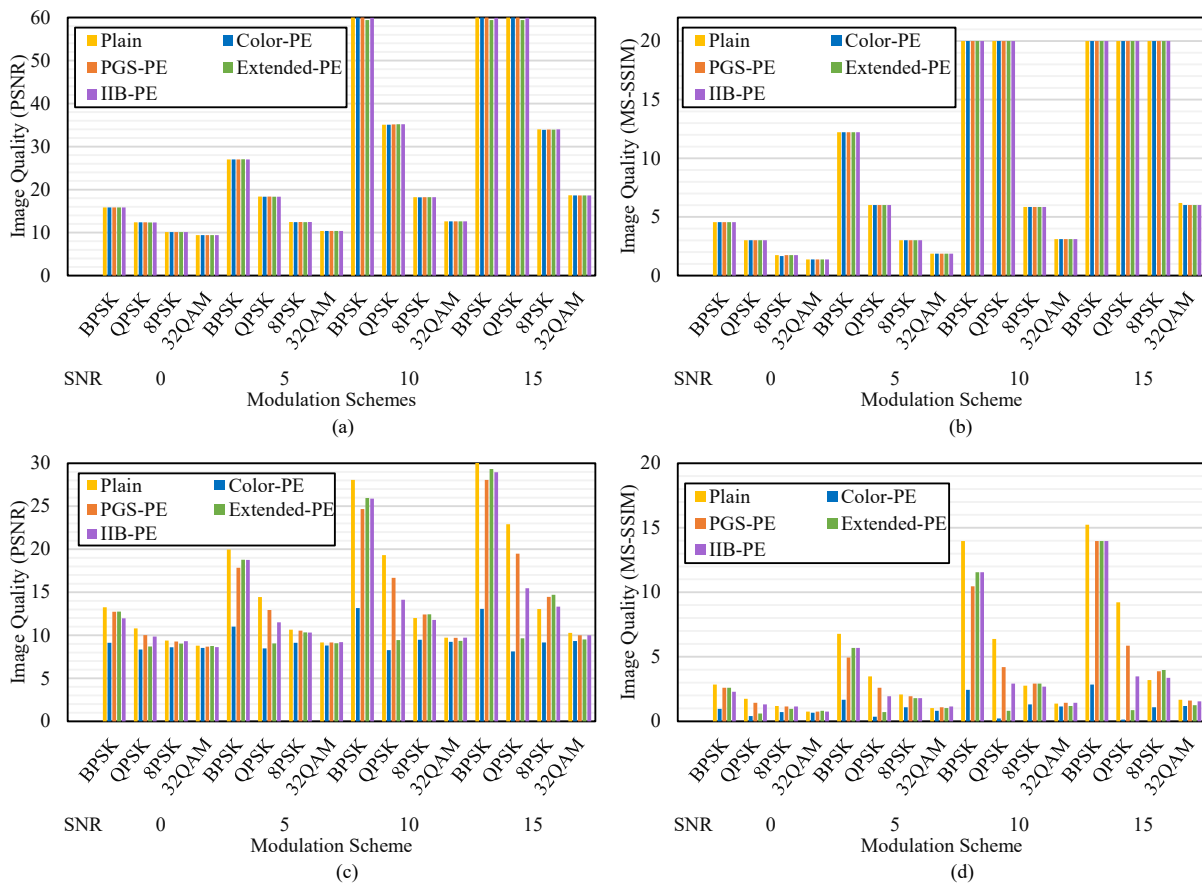 Image Quality (PSNR)
60
50
40
30
20
10
0
Plain
Color-PE
PGS-PE
Extended-PE
IIB-PE
BPSK
QPSK
8PSK
32QAM
BPSK
QPSK
8PSK
32QAM
BPSK
QPSK
8PSK
32QAM
BPSK
QPSK
8PSK
32QAM
SNR 0 5 10 15
Modulation Schemes
(a)
Image Quality (MS-SSIM)
20
15
10
5
0
Plain
Color-PE
PGS-PE
Extended-PE
IIB-PE
BPSK
QPSK
8PSK
32QAM
BPSK
QPSK
8PSK
32QAM
BPSK
QPSK
8PSK
32QAM
BPSK
QPSK
8PSK
32QAM
SNR 0 5 10 15
Modulation Scheme
(b)
Image Quality (PSNR)
30
25
20
15
10
5
0
Plain
Color-PE
PGS-PE
Extended-PE
IIB-PE
BPSK
QPSK
8PSK
32QAM
BPSK
QPSK
8PSK
32QAM
BPSK
QPSK
8PSK
32QAM
BPSK
QPSK
8PSK
32QAM
SNR 0 5 10 15
Modulation Scheme
(c)
Image Quality (MS-SSIM)
20
15
10
5
0
Plain
Color-PE
PGS-PE
Extended-PE
IIB-PE
BPSK
QPSK
8PSK
32QAM
BPSK
QPSK
8PSK
32QAM
BPSK
QPSK
8PSK
32QAM
BPSK
QPSK
8PSK
32QAM
SNR 0 5 10 15
Modulation Scheme
(d)